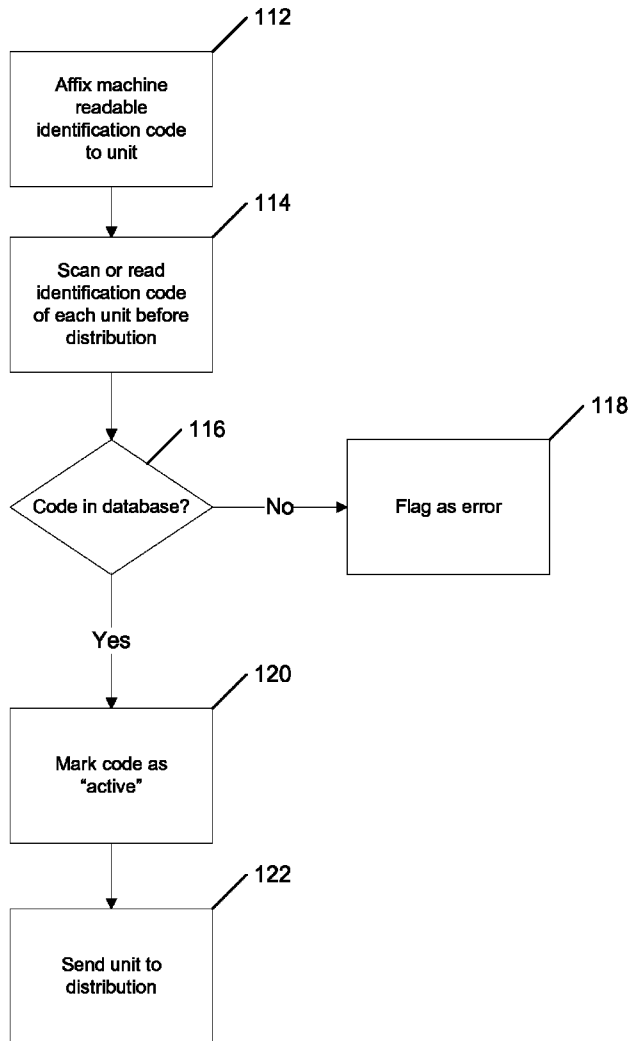 112
Affix machine
readable
identification code
to unit
114
Scan or read
identification code
of each unit before
distribution
116
Code in database?
No
118
Flag as error
Yes
120
Mark code as
“active”
122
Send unit to
distribution